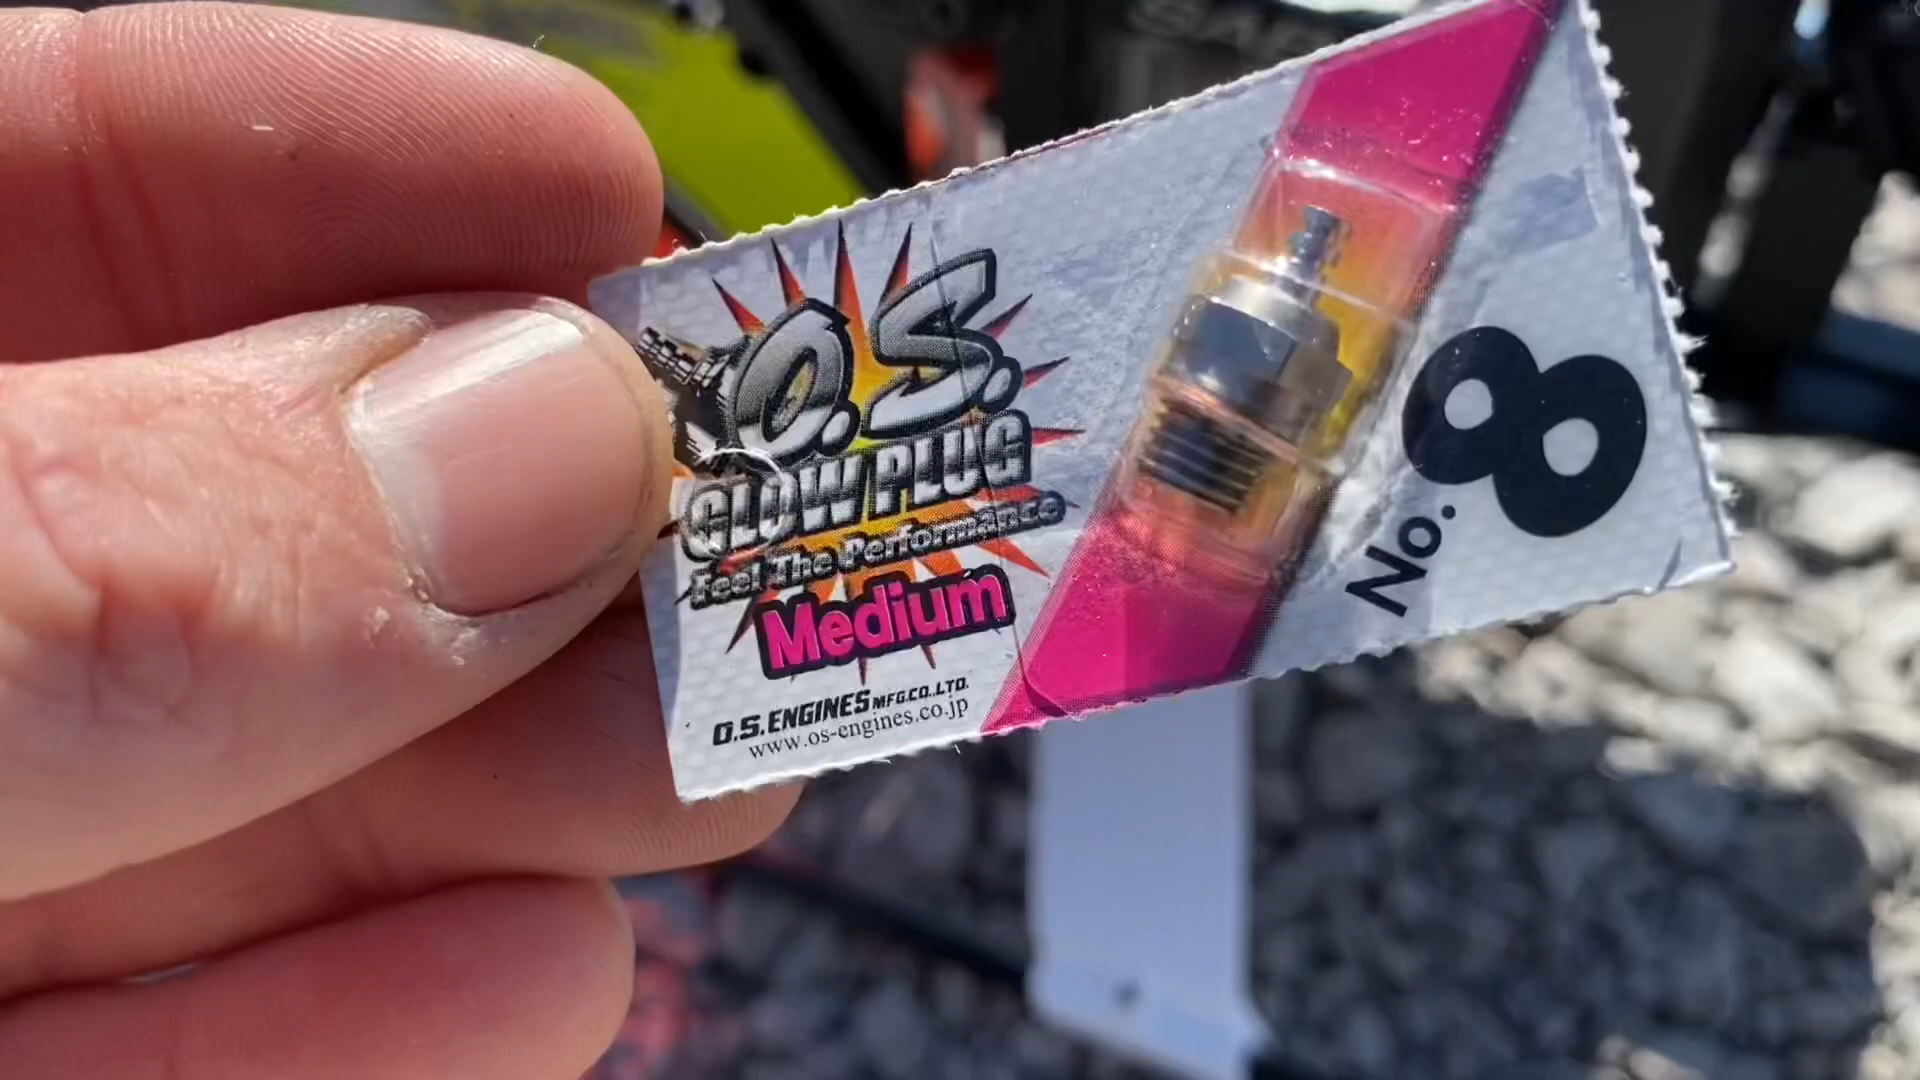 O.S.
GLOW PLUG
Feel The Performance
Medium
O.S.ENGINES MFG.CO.,LTD.
www.os-engines.co.jp
No. 8